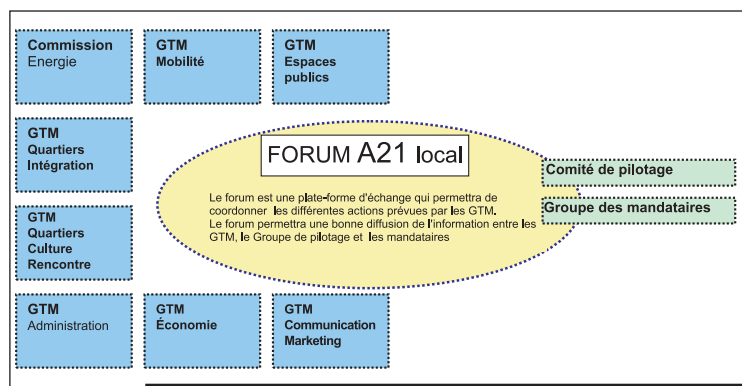 Commission
Energie
GTM
Mobilité
GTM
Espaces
publics
GTM
Quartiers
Intégration
FORUM A21 local
Comité de pilotage
Le forum est une plate-forme d'échange qui permettra de
coordonner les différentes actions prévues par les GTM.
Le forum permettra une bonne diffusion de l'information entre les
GTM, le Groupe de pilotage et les mandataires
Groupe des mandataires
GTM
Quartiers
Culture
Rencontre
GTM
Administration
GTM
Économie
GTM
Communication
Marketing